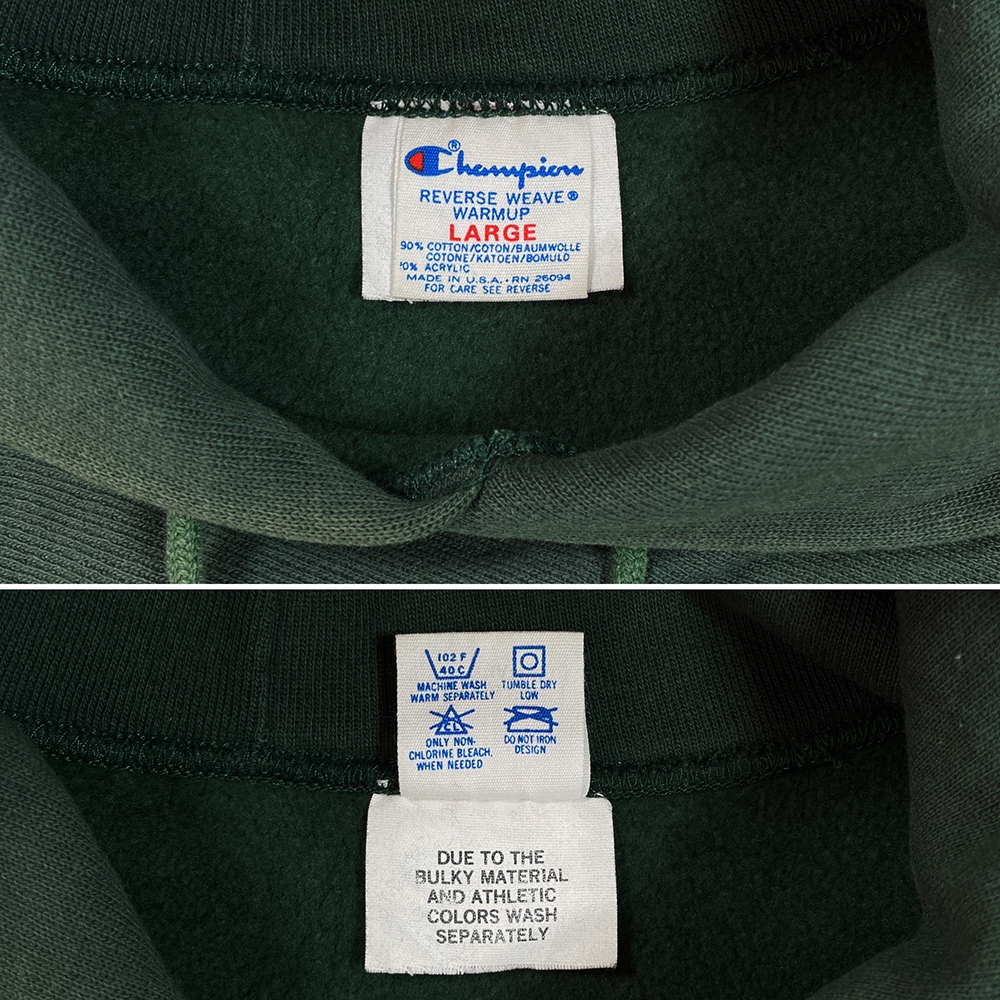 Champion®
REVERSE WEAVE®
WARMUP
LARGE
90% COTTON/COTON/BAUMWOLLE
COTONE/KATOEN/BOMULD
10% ACRYLIC
MADE IN U.S.A. • RN 26094
FOR CARE SEE REVERSE
102 F
40 C
MACHINE WASH
WARM SEPARATELY
TUMBLE DRY
LOW
CL
ONLY NON-
CHLORINE BLEACH,
WHEN NEEDED
DO NOT IRON
DESIGN
DUE TO THE
BULKY MATERIAL
AND ATHLETIC
COLORS WASH
SEPARATELY